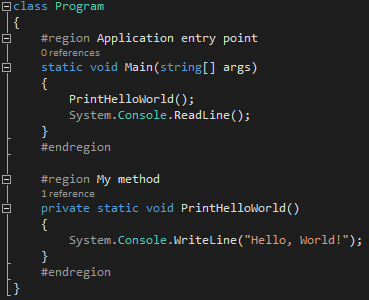 class Program
{
#region Application entry point
0 references
static void Main(string[] args)
{
PrintHelloWorld();
System.Console.ReadLine();
}
#endregion
#region My method
1 reference
private static void PrintHelloWorld()
{
System.Console.WriteLine("Hello, World!");
}
#endregion
}